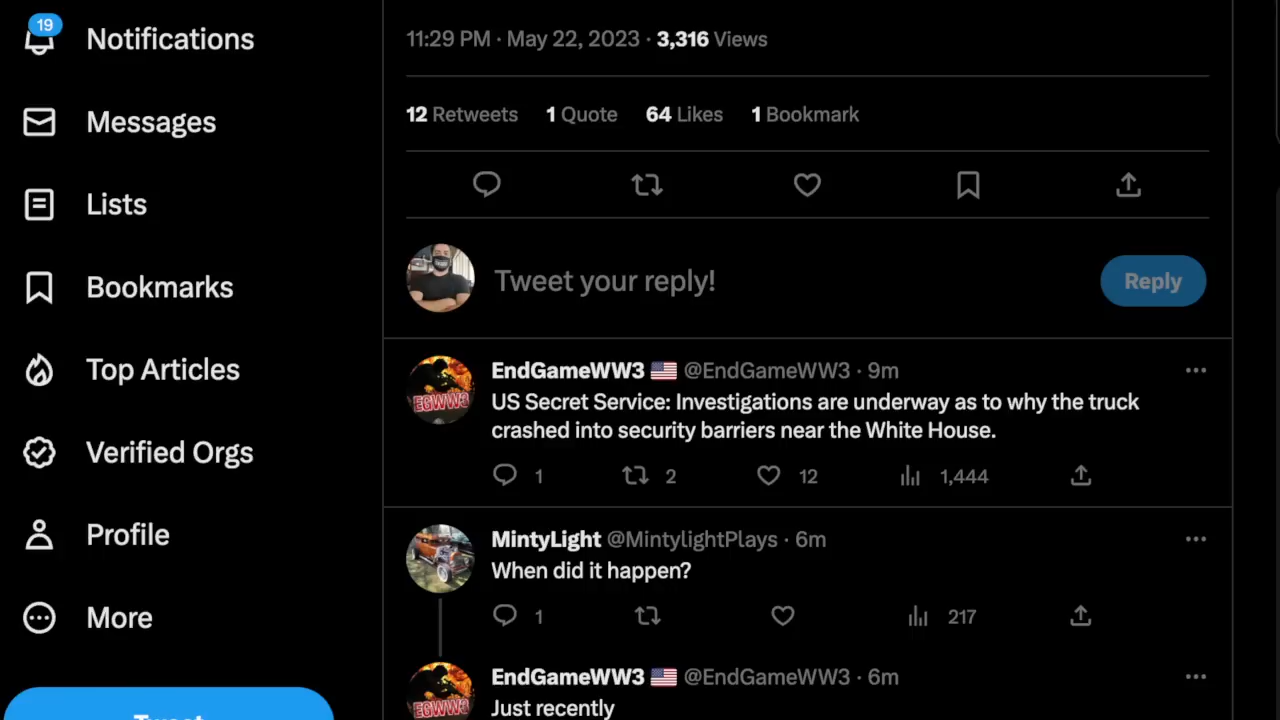 19
Notifications
Messages
Lists
Bookmarks
Top Articles
Verified Orgs
Profile
More
Tweet
11:29 PM · May 22, 2023 · 3,316 Views
12 Retweets 1 Quote 64 Likes 1 Bookmark
Tweet your reply!
Reply
EGWW3
EndGameWW3 🇺🇸 @EndGameWW3 · 9m
US Secret Service: Investigations are underway as to why the truck
crashed into security barriers near the White House.
1 2 12 1,444
MintyLight @MintylightPlays · 6m
When did it happen?
1 217
EGWW3
EndGameWW3 🇺🇸 @EndGameWW3 · 6m
Just recently